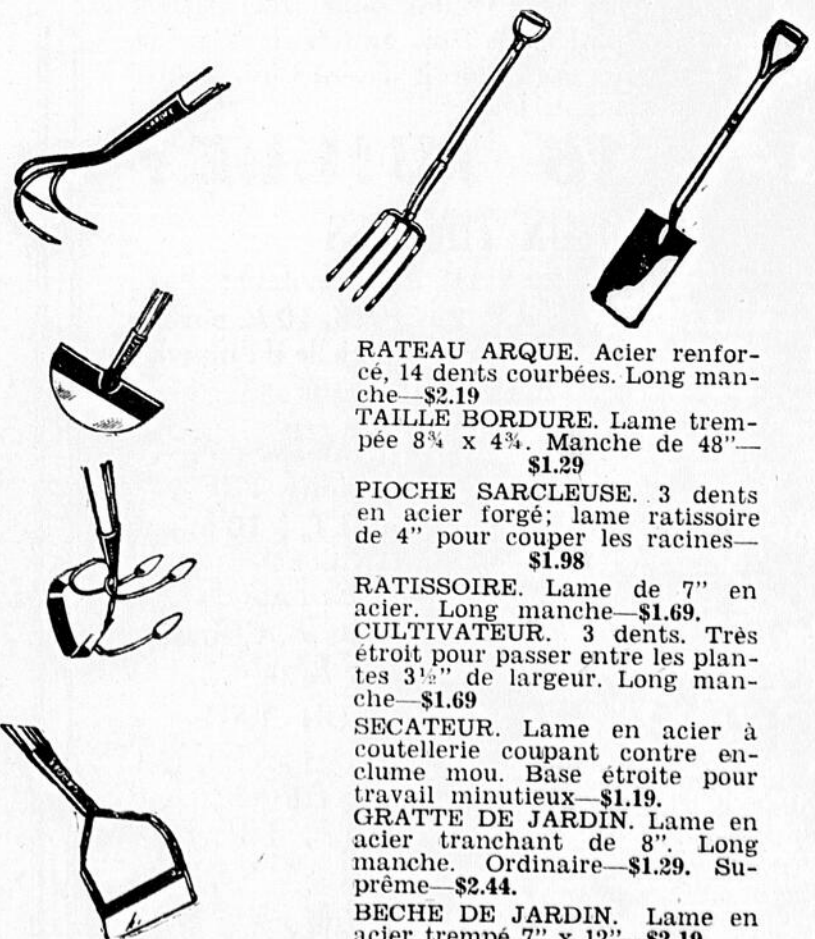 RATEAU ARQUE. Acier renfor-
cé, 14 dents courbées. Long man-
che—$2.19
TAILLE BORDURE. Lame trem-
pée 8¾ x 4¾. Manche de 48”—
$1.29
PIOCHE SARCLEUSE. 3 dents
en acier forgé; lame ratissoire
de 4” pour couper les racines—
$1.98
RATISSOIRE. Lame de 7” en
acier. Long manche—$1.69.
CULTIVATEUR. 3 dents. Très
étroit pour passer entre les plan-
tes 3½” de largeur. Long man-
che—$1.69
SECATEUR. Lame en acier à
coutellerie coupant contre en-
clume mou. Base étroite pour
travail minutieux—$1.19.
GRATTE DE JARDIN. Lame en
acier tranchant de 8”. Long
manche. Ordinaire—$1.29. Su-
prême—$2.44.
BECHE DE JARDIN. Lame en
acier trempé 7” x 12”—$2.19